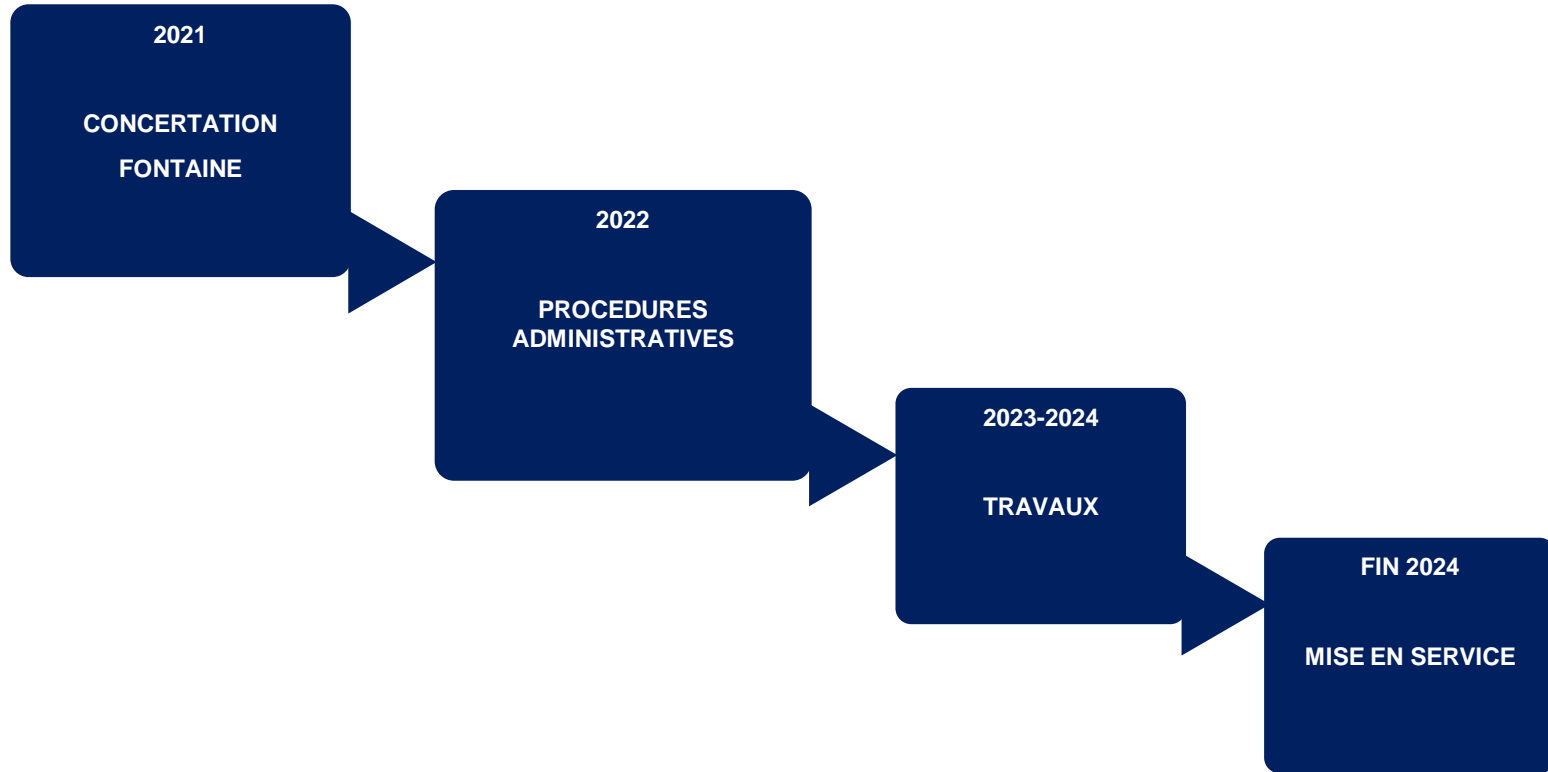 2021
CONCERTATION
FONTAINE
2022
PROCEDURES
ADMINISTRATIVES
2023-2024
TRAVAUX
FIN 2024
MISE EN SERVICE